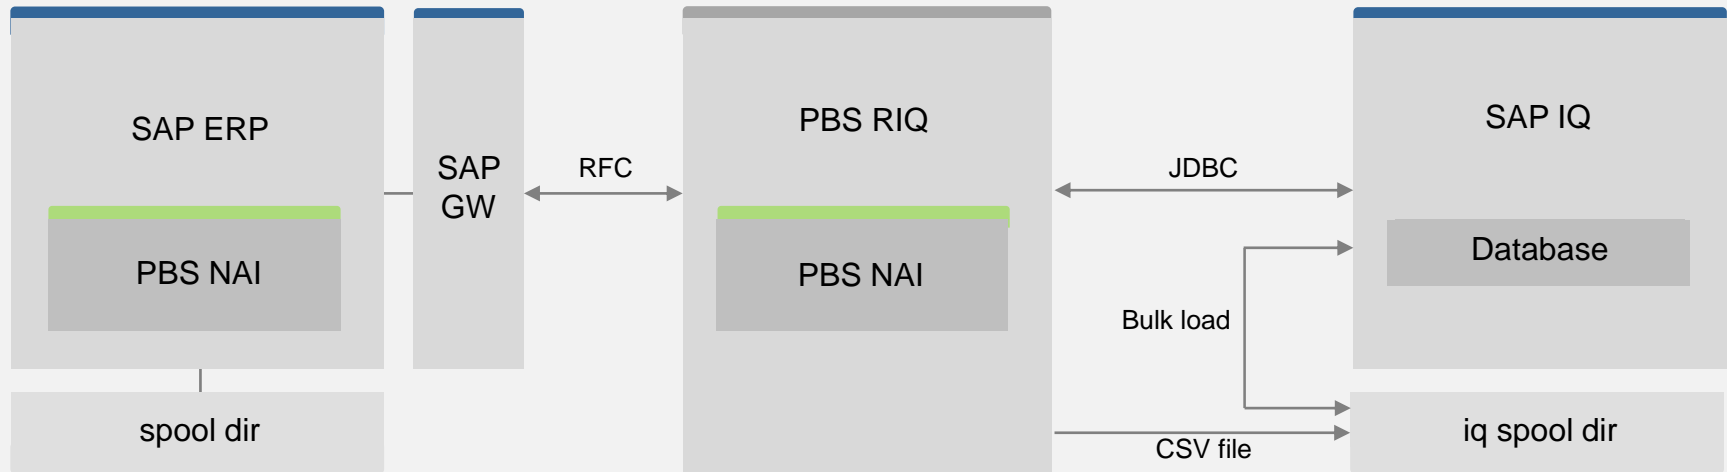 SAP ERP
PBS NAI
spool dir
SAP
GW
RFC
PBS RIQ
PBS NAI
JDBC
Bulk load
CSV file
SAP IQ
Database
iq spool dir